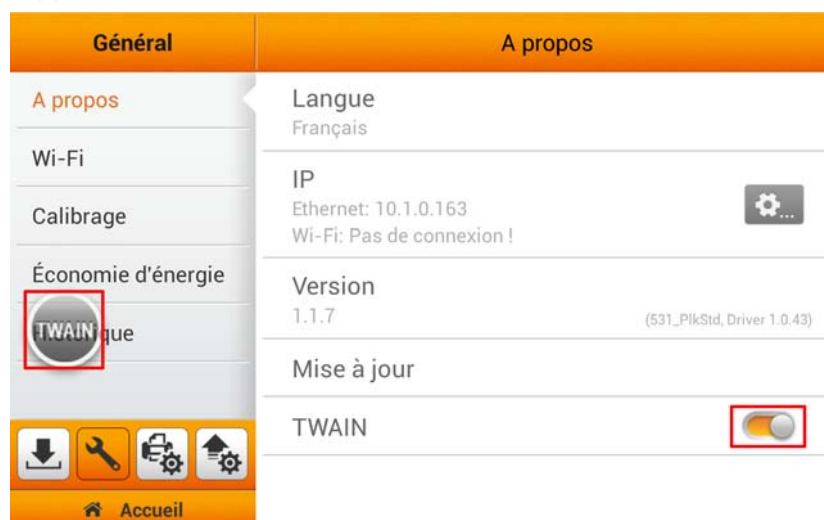 Général
A propos
A propos
Wi-Fi
Calibrage
Économie d'énergie
TWAIN
que
Accueil
Langue
Français
IP
Ethernet: 10.1.0.163
Wi-Fi: Pas de connexion !
Version
1.1.7
(531_PlkStd, Driver 1.0.43)
Mise à jour
TWAIN